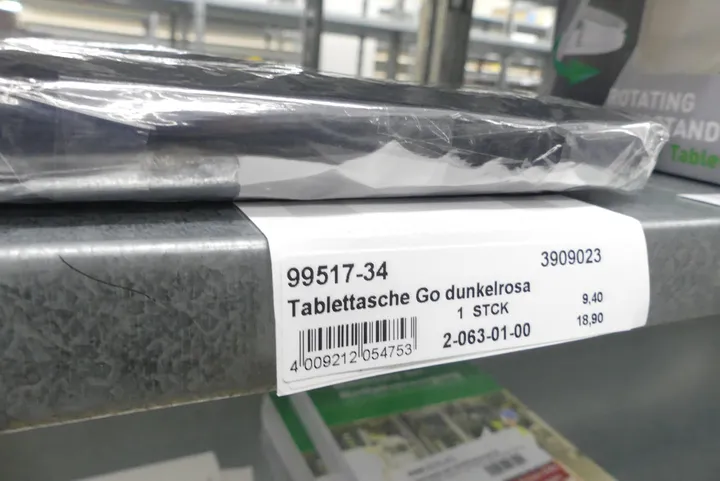 ROTATING
STAND
Table
99517-34
3909023
Tablettasche Go dunkelrosa
1 STCK
9,40
18,90
2-063-01-00
4 009212 054753